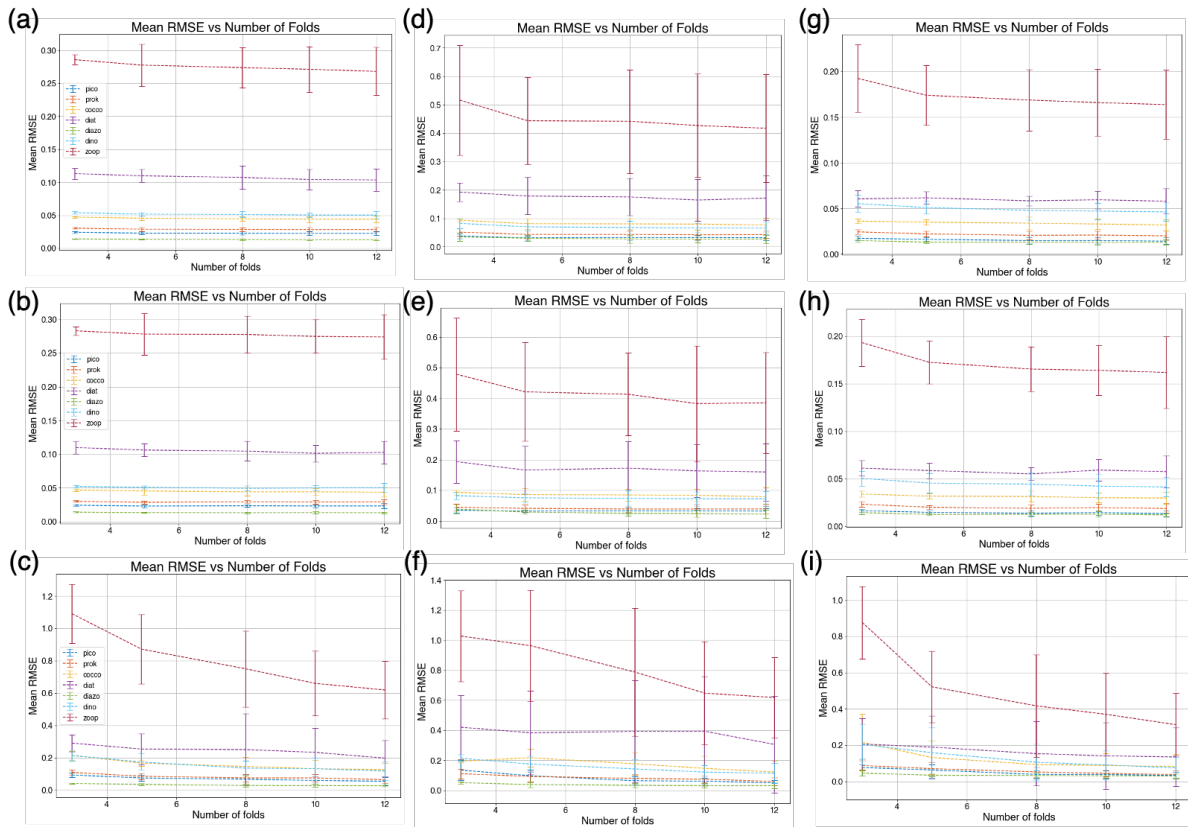 (a)
Mean RMSE vs Number of Folds
Mean RMSE
0.30
0.25
0.20
0.15
0.10
0.05
0.00
pico
prok
cocco
diat
diazo
dino
zoop
4 6 8 10 12
Number of folds
(d)
Mean RMSE vs Number of Folds
Mean RMSE
0.7
0.6
0.5
0.4
0.3
0.2
0.1
0.0
4 6 8 10 12
Number of folds
(g)
Mean RMSE vs Number of Folds
Mean RMSE
0.20
0.15
0.10
0.05
0.00
4 6 8 10 12
Number of folds
(b)
Mean RMSE vs Number of Folds
Mean RMSE
0.30
0.25
0.20
0.15
0.10
0.05
0.00
pico
prok
cocco
diat
diazo
dino
zoop
4 6 8 10 12
Number of folds
(e)
Mean RMSE vs Number of Folds
Mean RMSE
0.6
0.5
0.4
0.3
0.2
0.1
0.0
4 6 8 10 12
Number of folds
(h)
Mean RMSE vs Number of Folds
Mean RMSE
0.20
0.15
0.10
0.05
0.00
4 6 8 10 12
Number of folds
(c)
Mean RMSE vs Number of Folds
Mean RMSE
1.2
1.0
0.8
0.6
0.4
0.2
0.0
pico
prok
cocco
diat
diazo
dino
zoop
4 6 8 10 12
Number of folds
(f)
Mean RMSE vs Number of Folds
Mean RMSE
1.4
1.2
1.0
0.8
0.6
0.4
0.2
0.0
4 6 8 10 12
Number of folds
(i)
Mean RMSE vs Number of Folds
Mean RMSE
1.0
0.8
0.6
0.4
0.2
0.0
4 6 8 10 12
Number of folds